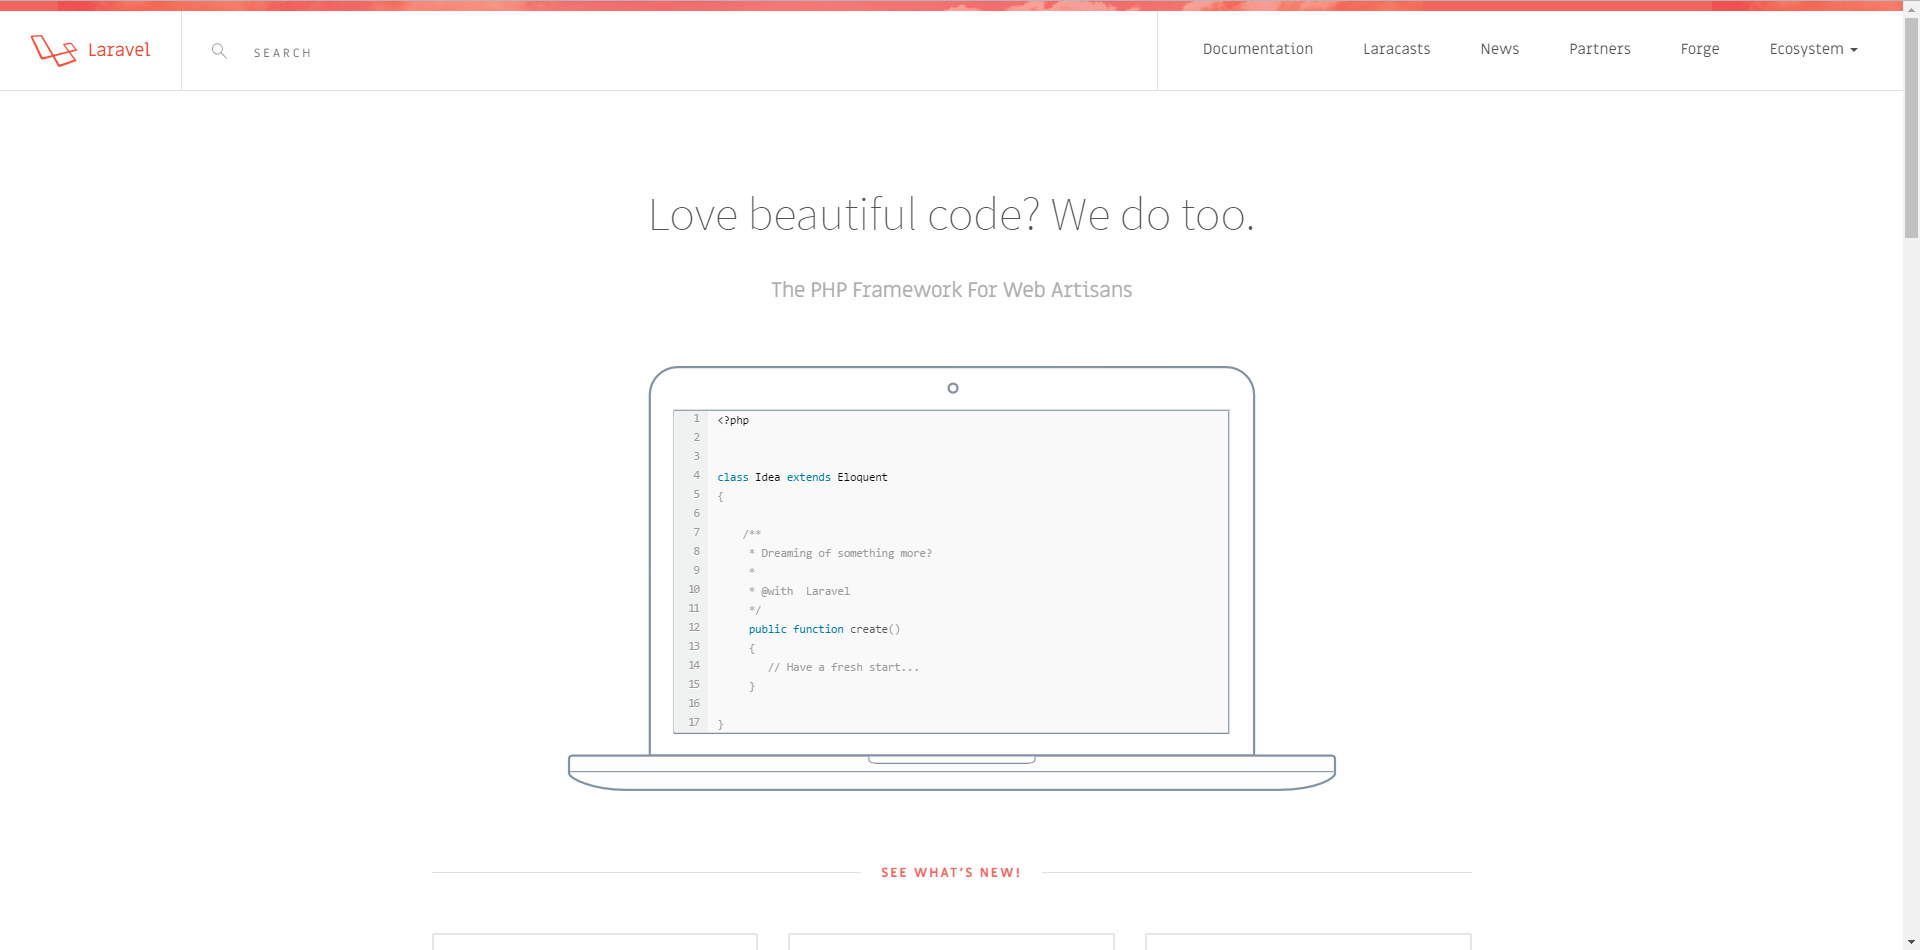 Laravel
SEARCH
Documentation
Laracasts
News
Partners
Forge
Ecosystem
Love beautiful code? We do too.
The PHP Framework For Web Artisans
1 <?php
2
3
4 class Idea extends Eloquent
5 {
6
7 /**
8 * Dreaming of something more?
9 *
10 * @with  Laravel
11 */
12 public function create()
13 {
14 // Have a fresh start...
15 }
16
17 }
SEE WHAT'S NEW!